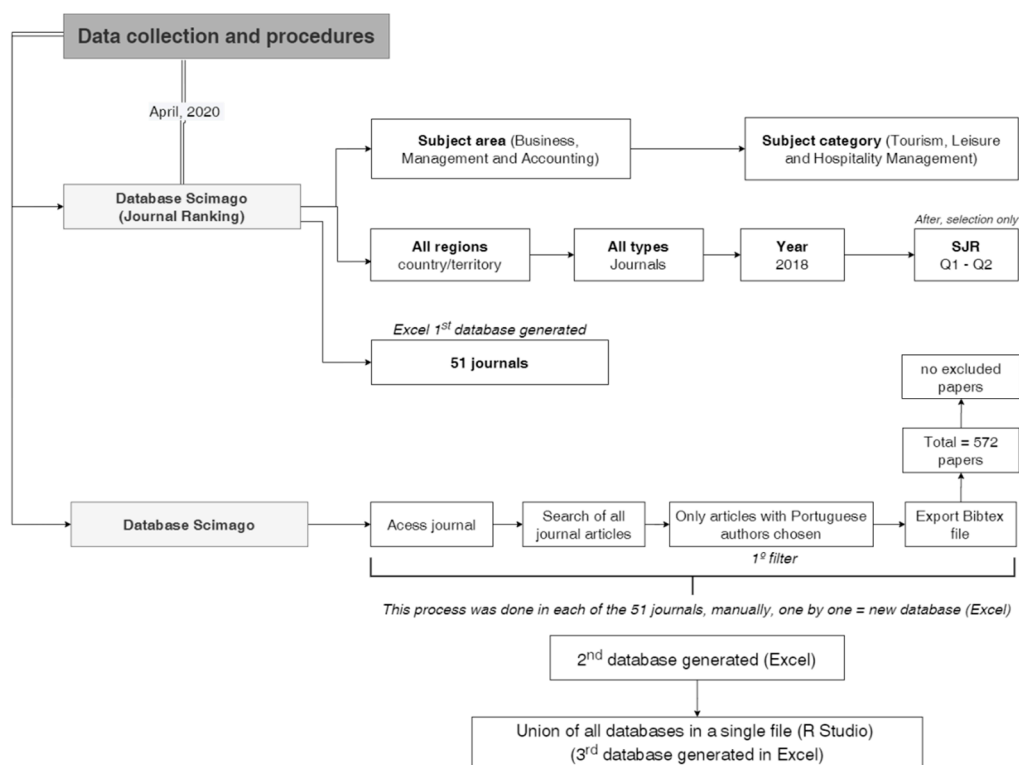 Data collection and procedures
April, 2020
Database Scimago
(Journal Ranking)
Subject area (Business,
Management and Accounting)
Subject category (Tourism, Leisure
and Hospitality Management)
All regions
country/territory
All types
Journals
Year
2018
After, selection only
SJR
Q1 - Q2
Excel 1st database generated
51 journals
no excluded
papers
Total = 572
papers
Database Scimago
Acess journal
Search of all
journal articles
Only articles with Portuguese
authors chosen
1º filter
Export Bibtex
file
This process was done in each of the 51 journals, manually, one by one = new database (Excel)
2nd database generated (Excel)
Union of all databases in a single file (R Studio)
(3rd database generated in Excel)